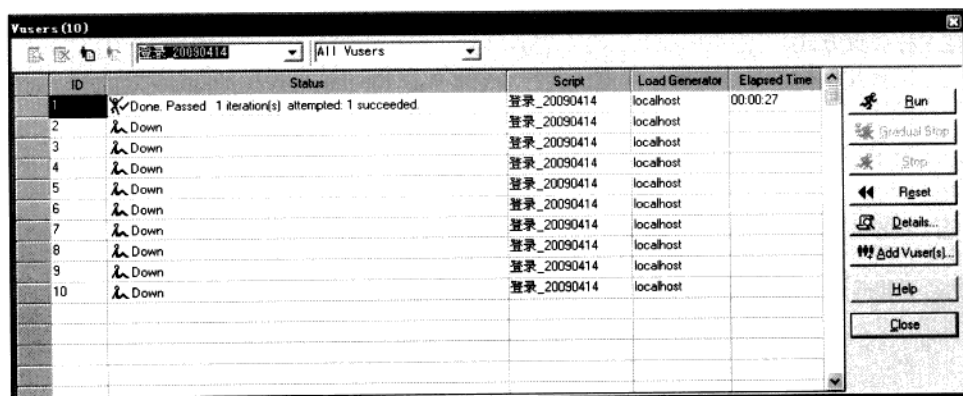 Vusers (10)
登录_20090414 All Vusers
ID Status Script Load Generator Elapsed Time
1 Done. Passed 1 iteration(s) attempted: 1 succeeded. 登录_20090414 localhost 00:00:27
2 Down 登录_20090414 localhost
3 Down 登录_20090414 localhost
4 Down 登录_20090414 localhost
5 Down 登录_20090414 localhost
6 Down 登录_20090414 localhost
7 Down 登录_20090414 localhost
8 Down 登录_20090414 localhost
9 Down 登录_20090414 localhost
10 Down 登录_20090414 localhost
Run
Gradual Stop
Stop
Reset
Details...
Add Vuser(s)...
Help
Close